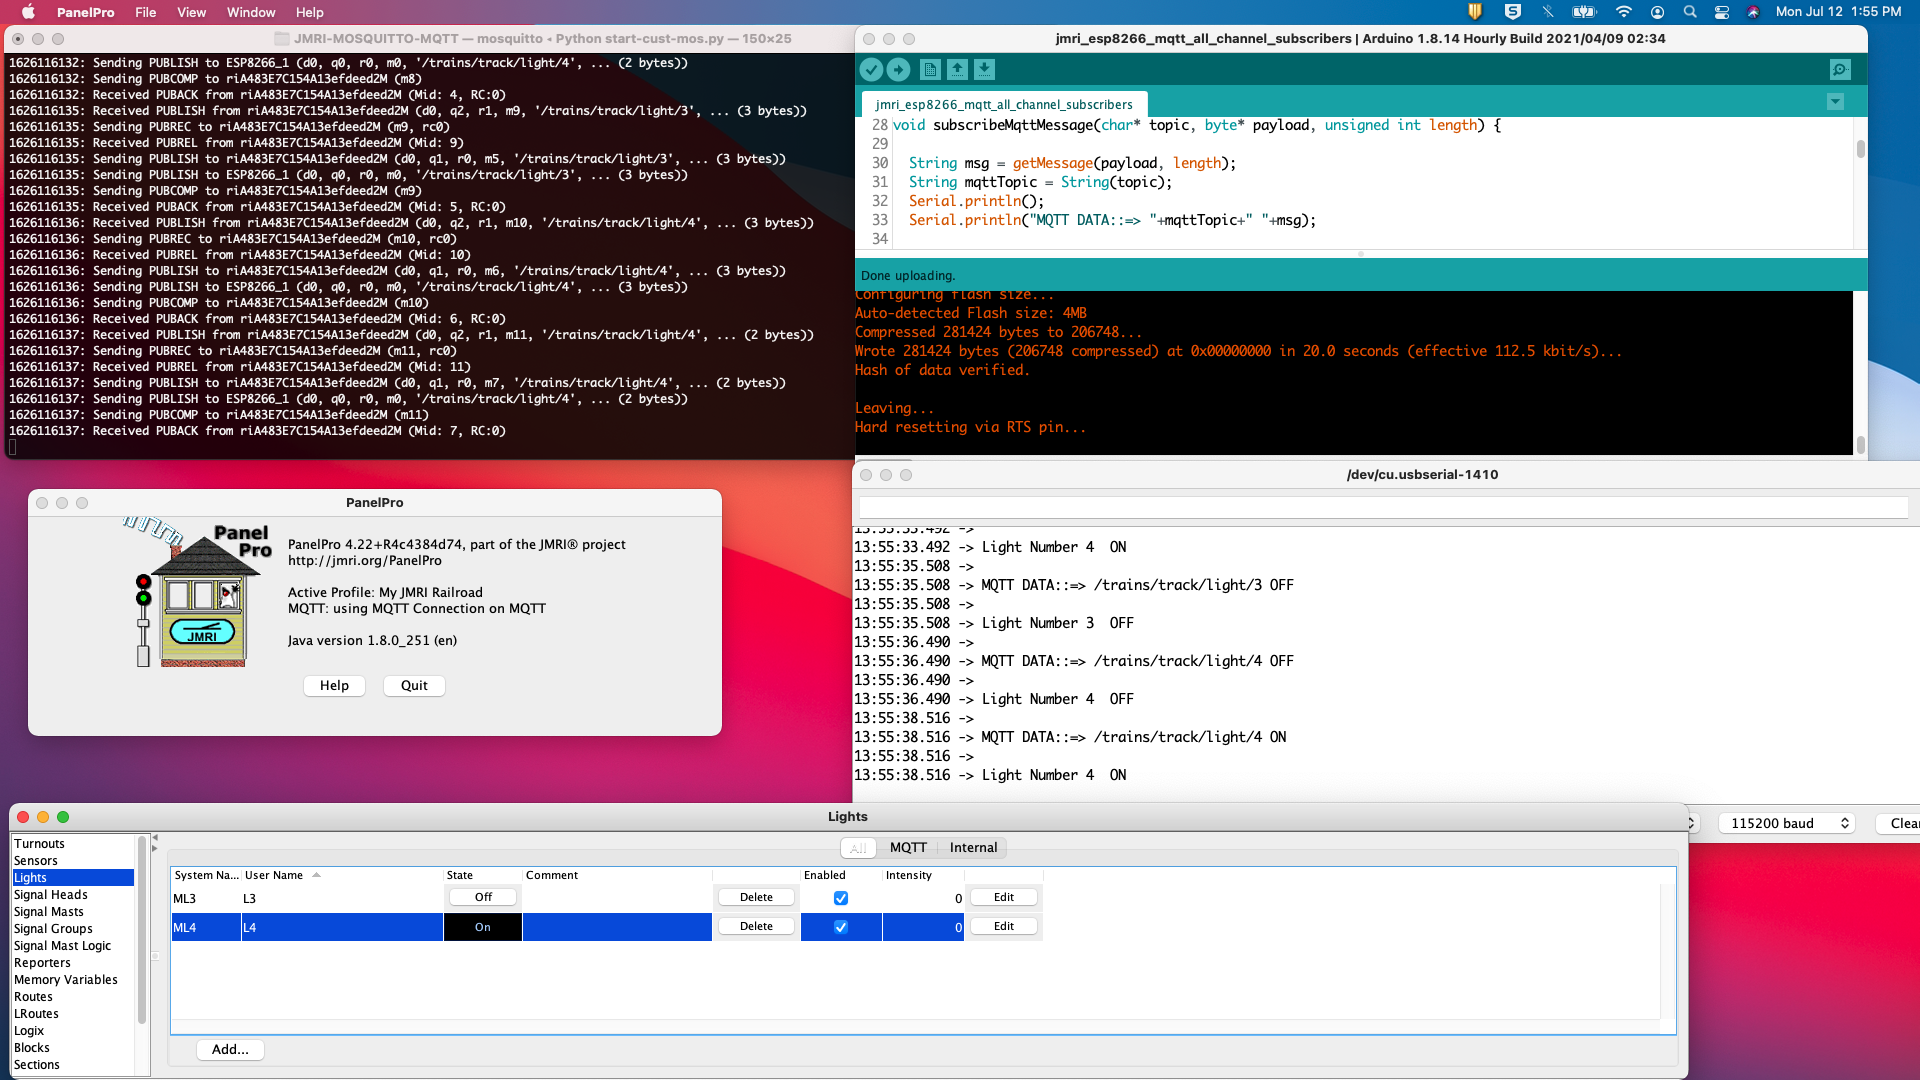 PanelPro File View Window Help Mon Jul 12 1:55 PM
JMRI-MOSQUITTO-MQTT — mosquitto ◂ Python start-cust-mos.py — 150×25
1626116132: Sending PUBLISH to ESP8266_1 (d0, q0, r0, m0, '/trains/track/light/4', ... (2 bytes))
1626116132: Sending PUBCOMP to riA483E7C154A13efdeed2M (m8)
1626116132: Received PUBACK from riA483E7C154A13efdeed2M (Mid: 4, RC:0)
1626116135: Received PUBLISH from riA483E7C154A13efdeed2M (d0, q2, r1, m9, '/trains/track/light/3', ... (3 bytes))
1626116135: Sending PUBREC to riA483E7C154A13efdeed2M (m9, rc0)
1626116135: Received PUBREL from riA483E7C154A13efdeed2M (Mid: 9)
1626116135: Sending PUBLISH to riA483E7C154A13efdeed2M (d0, q1, r0, m5, '/trains/track/light/3', ... (3 bytes))
1626116135: Sending PUBLISH to ESP8266_1 (d0, q0, r0, m0, '/trains/track/light/3', ... (3 bytes))
1626116135: Sending PUBCOMP to riA483E7C154A13efdeed2M (m9)
1626116135: Received PUBACK from riA483E7C154A13efdeed2M (Mid: 5, RC:0)
1626116136: Received PUBLISH from riA483E7C154A13efdeed2M (d0, q2, r1, m10, '/trains/track/light/4', ... (3 bytes))
1626116136: Sending PUBREC to riA483E7C154A13efdeed2M (m10, rc0)
1626116136: Received PUBREL from riA483E7C154A13efdeed2M (Mid: 10)
1626116136: Sending PUBLISH to riA483E7C154A13efdeed2M (d0, q1, r0, m6, '/trains/track/light/4', ... (3 bytes))
1626116136: Sending PUBLISH to ESP8266_1 (d0, q0, r0, m0, '/trains/track/light/4', ... (3 bytes))
1626116136: Sending PUBCOMP to riA483E7C154A13efdeed2M (m10)
1626116136: Received PUBACK from riA483E7C154A13efdeed2M (Mid: 6, RC:0)
1626116137: Received PUBLISH from riA483E7C154A13efdeed2M (d0, q2, r1, m11, '/trains/track/light/4', ... (2 bytes))
1626116137: Sending PUBREC to riA483E7C154A13efdeed2M (m11, rc0)
1626116137: Received PUBREL from riA483E7C154A13efdeed2M (Mid: 11)
1626116137: Sending PUBLISH to riA483E7C154A13efdeed2M (d0, q1, r0, m7, '/trains/track/light/4', ... (2 bytes))
1626116137: Sending PUBLISH to ESP8266_1 (d0, q0, r0, m0, '/trains/track/light/4', ... (2 bytes))
1626116137: Sending PUBCOMP to riA483E7C154A13efdeed2M (m11)
1626116137: Received PUBACK from riA483E7C154A13efdeed2M (Mid: 7, RC:0)
jmri_esp8266_mqtt_all_channel_subscribers | Arduino 1.8.14 Hourly Build 2021/04/09 02:34
jmri_esp8266_mqtt_all_channel_subscribers
28 void subscribeMqttMessage(char* topic, byte* payload, unsigned int length) {
29
30 String msg = getMessage(payload, length);
31 String mqttTopic = String(topic);
32 Serial.println();
33 Serial.println("MQTT DATA::=> "+mqttTopic+" "+msg);
34
Done uploading.
Configuring flash size...
Auto-detected Flash size: 4MB
Compressed 281424 bytes to 206748...
Wrote 281424 bytes (206748 compressed) at 0x00000000 in 20.0 seconds (effective 112.5 kbit/s)...
Hash of data verified.
Leaving...
Hard resetting via RTS pin...
PanelPro
Panel
Pro
JMRI
PanelPro 4.22+R4c4384d74, part of the JMRI® project
http://jmri.org/PanelPro
Active Profile: My JMRI Railroad
MQTT: using MQTT Connection on MQTT
Java version 1.8.0_251 (en)
Help Quit
/dev/cu.usbserial-1410
13:55:33.492 ->
13:55:33.492 -> Light Number 4 ON
13:55:35.508 ->
13:55:35.508 -> MQTT DATA::=> /trains/track/light/3 OFF
13:55:35.508 ->
13:55:35.508 -> Light Number 3 OFF
13:55:36.490 ->
13:55:36.490 -> MQTT DATA::=> /trains/track/light/4 OFF
13:55:36.490 ->
13:55:36.490 -> Light Number 4 OFF
13:55:38.516 ->
13:55:38.516 -> MQTT DATA::=> /trains/track/light/4 ON
13:55:38.516 ->
13:55:38.516 -> Light Number 4 ON
115200 baud Clea
Lights
Turnouts
Sensors
Lights
Signal Heads
Signal Masts
Signal Groups
Signal Mast Logic
Reporters
Memory Variables
Routes
LRoutes
Logix
Blocks
Sections
All MQTT Internal
System Na... User Name State Comment Enabled Intensity
ML3 L3 Off Delete 0 Edit
ML4 L4 On Delete 0 Edit
Add...